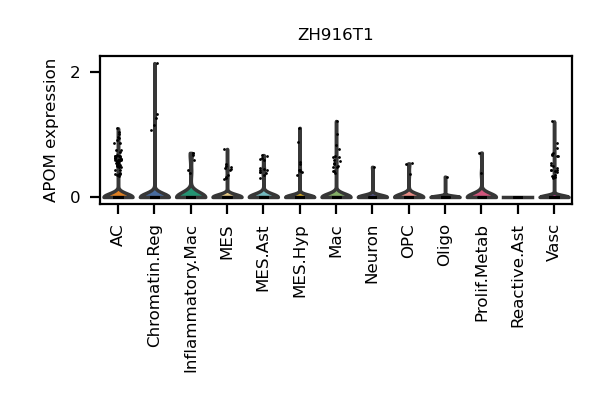 ZH916T1
APOM expression
2
0
AC
Chromatin.Reg
Inflammatory.Mac
MES
MES.Ast
MES.Hyp
Mac
Neuron
OPC
Oligo
Prolif.Metab
Reactive.Ast
Vasc